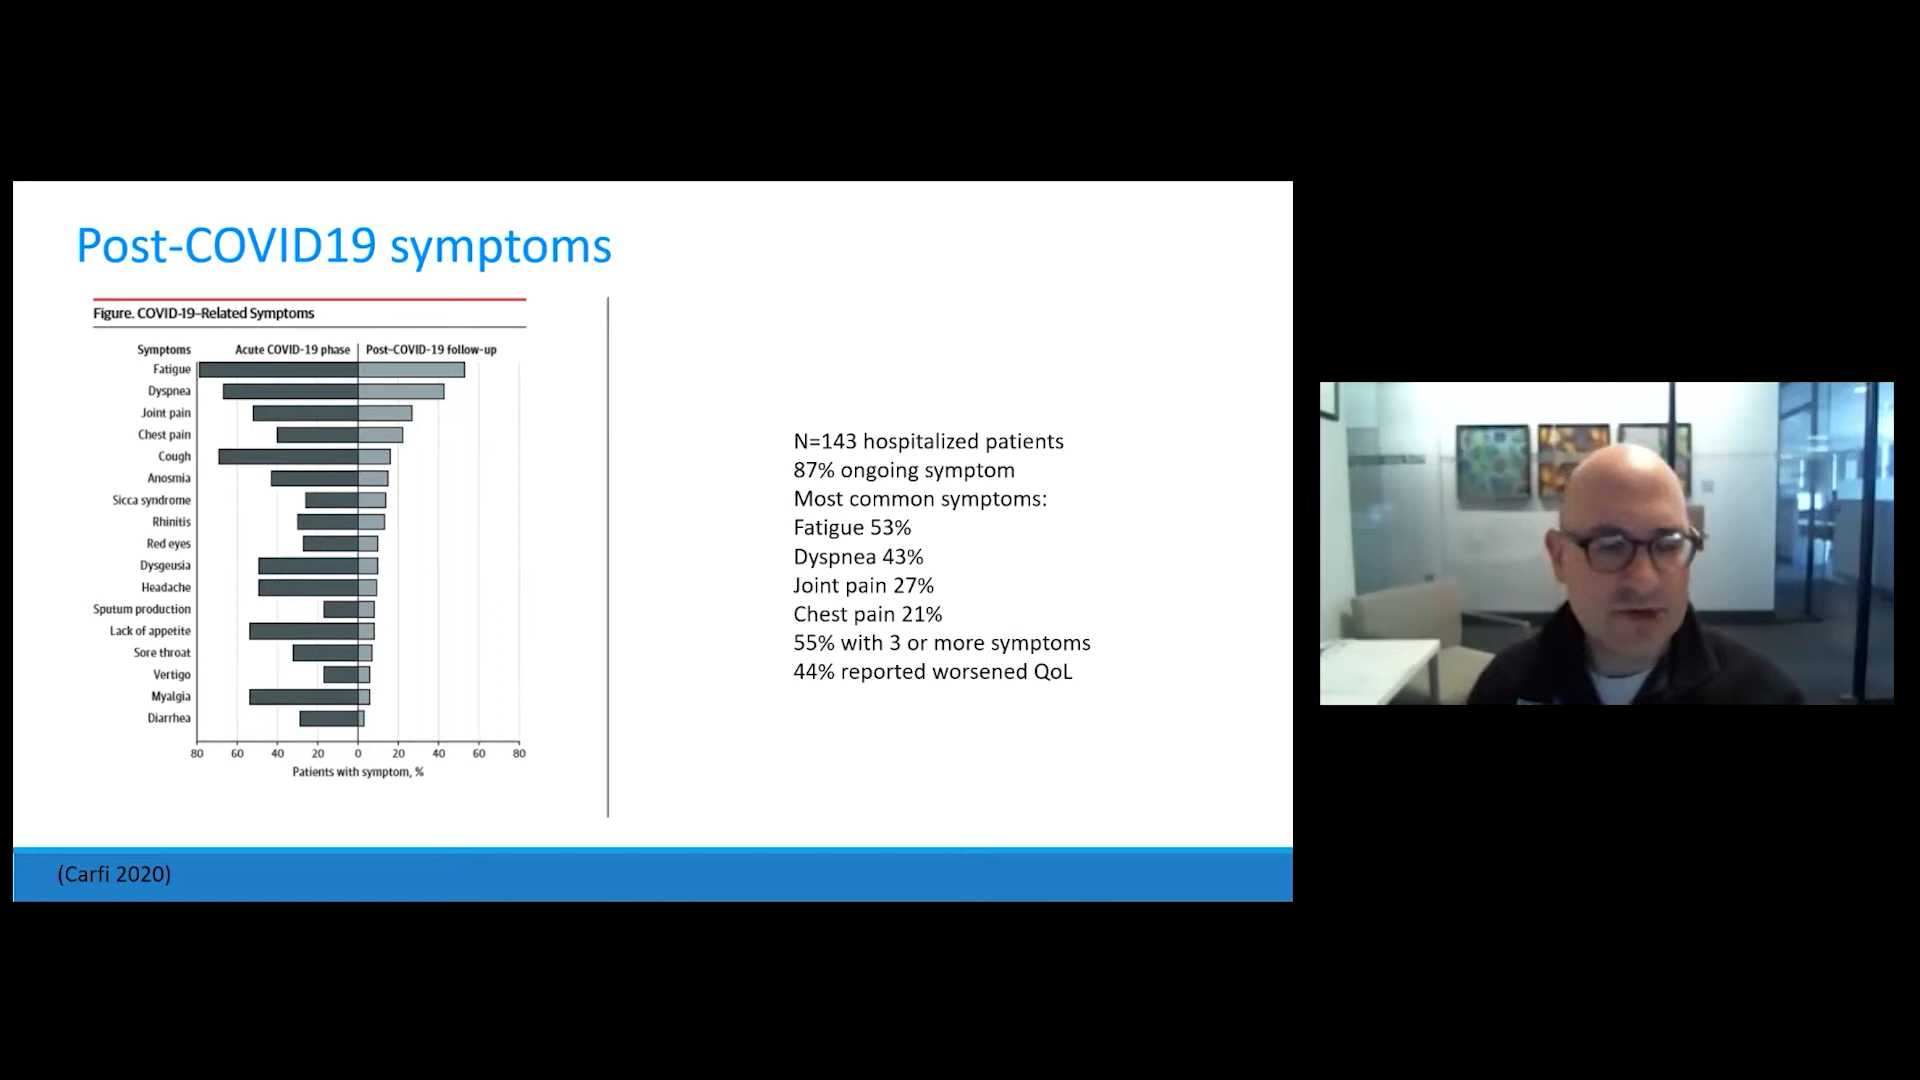 Post-COVID19 symptoms
Figure. COVID-19–Related Symptoms
Symptoms Acute COVID-19 phase Post-COVID-19 follow-up
Fatigue
Dyspnea
Joint pain
Chest pain
Cough
Anosmia
Sicca syndrome
Rhinitis
Red eyes
Dysgeusia
Headache
Sputum production
Lack of appetite
Sore throat
Vertigo
Myalgia
Diarrhea
80 60 40 20 0 20 40 60 80
Patients with symptom, %
N=143 hospitalized patients
87% ongoing symptom
Most common symptoms:
Fatigue 53%
Dyspnea 43%
Joint pain 27%
Chest pain 21%
55% with 3 or more symptoms
44% reported worsened QoL
(Carfi 2020)